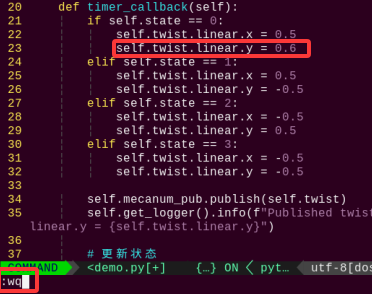 20 def timer_callback(self):
21 if self.state == 0:
22 self.twist.linear.x = 0.5
23 self.twist.linear.y = 0.6
24 elif self.state == 1:
25 self.twist.linear.x = 0.5
26 self.twist.linear.y = -0.5
27 elif self.state == 2:
28 self.twist.linear.x = -0.5
29 self.twist.linear.y = 0.5
30 elif self.state == 3:
31 self.twist.linear.x = -0.5
32 self.twist.linear.y = -0.5
33
34 self.mecanum_pub.publish(self.twist)
35 self.get_logger().info(f"Published twist
linear.y = {self.twist.linear.y}")
36
37 # 更新状态
COMMAND <demo.py[+] {…} ON ⟨ pyt… utf-8[dos
:wq